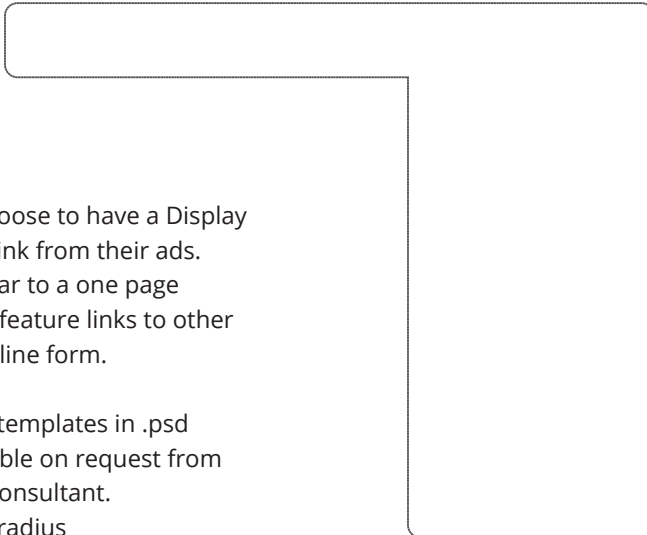 oose to have a Display
ink from their ads.
ar to a one page
feature links to other
line form.
templates in .psd
ble on request from
onsultant.
radius